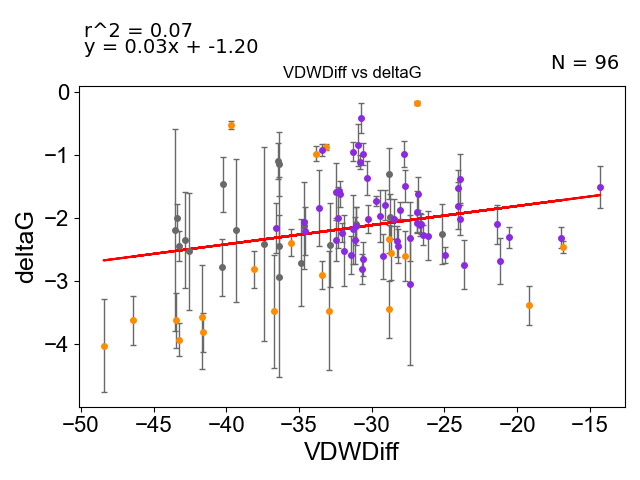 r^2 = 0.07
y = 0.03x + -1.20
N = 96
VDWDiff vs deltaG
0
−1
−2
−3
−4
deltaG
−50 −45 −40 −35 −30 −25 −20 −15
VDWDiff